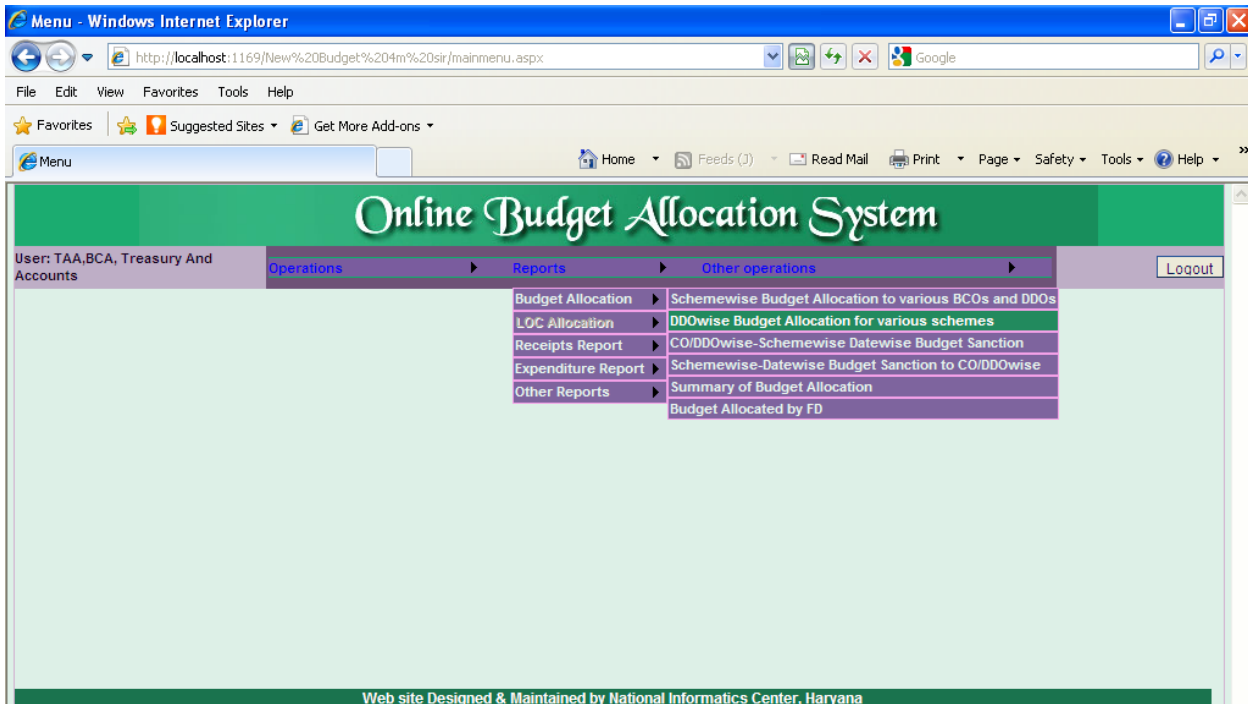 Menu - Windows Internet Explorer
http://localhost:1169/New%20Budget%204m%20sir/mainmenu.aspx
Google
File Edit View Favorites Tools Help
Favorites Suggested Sites Get More Add-ons
Menu Home Feeds (J) Read Mail Print Page Safety Tools Help »
Online Budget Allocation System
User: TAA,BCA, Treasury And
Accounts
Operations Reports Other operations Logout
Budget Allocation Schemewise Budget Allocation to various BCOs and DDOs
LOC Allocation DDOwise Budget Allocation for various schemes
Receipts Report CO/DDOwise-Schemewise Datewise Budget Sanction
Expenditure Report Schemewise-Datewise Budget Sanction to CO/DDOwise
Other Reports Summary of Budget Allocation
Budget Allocated by FD
Web site Designed & Maintained by National Informatics Center, Haryana